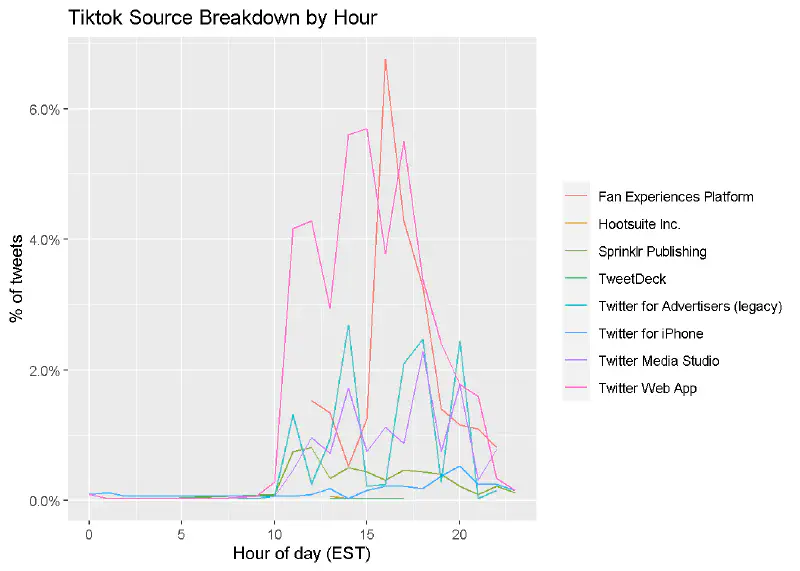 Tiktok Source Breakdown by Hour
6.0%
4.0%
2.0%
0.0%
% of tweets
0 5 10 15 20
Hour of day (EST)
Fan Experiences Platform
Hootsuite Inc.
Sprinklr Publishing
TweetDeck
Twitter for Advertisers (legacy)
Twitter for iPhone
Twitter Media Studio
Twitter Web App